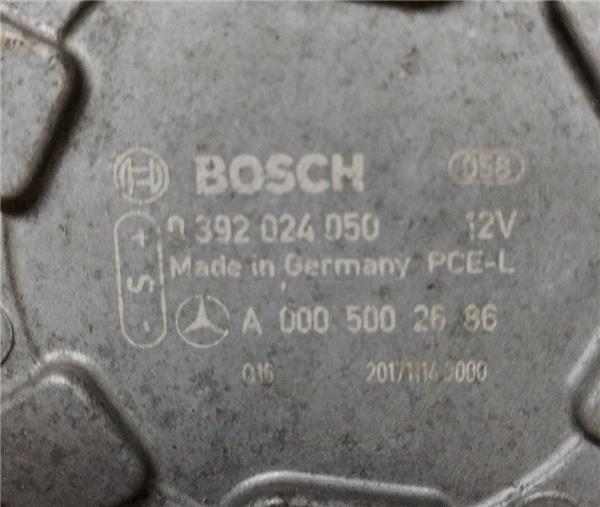 BOSCH 058
0 392 024 050 12V
Made in Germany PCE-L
- S +
A 000 500 26 86
016